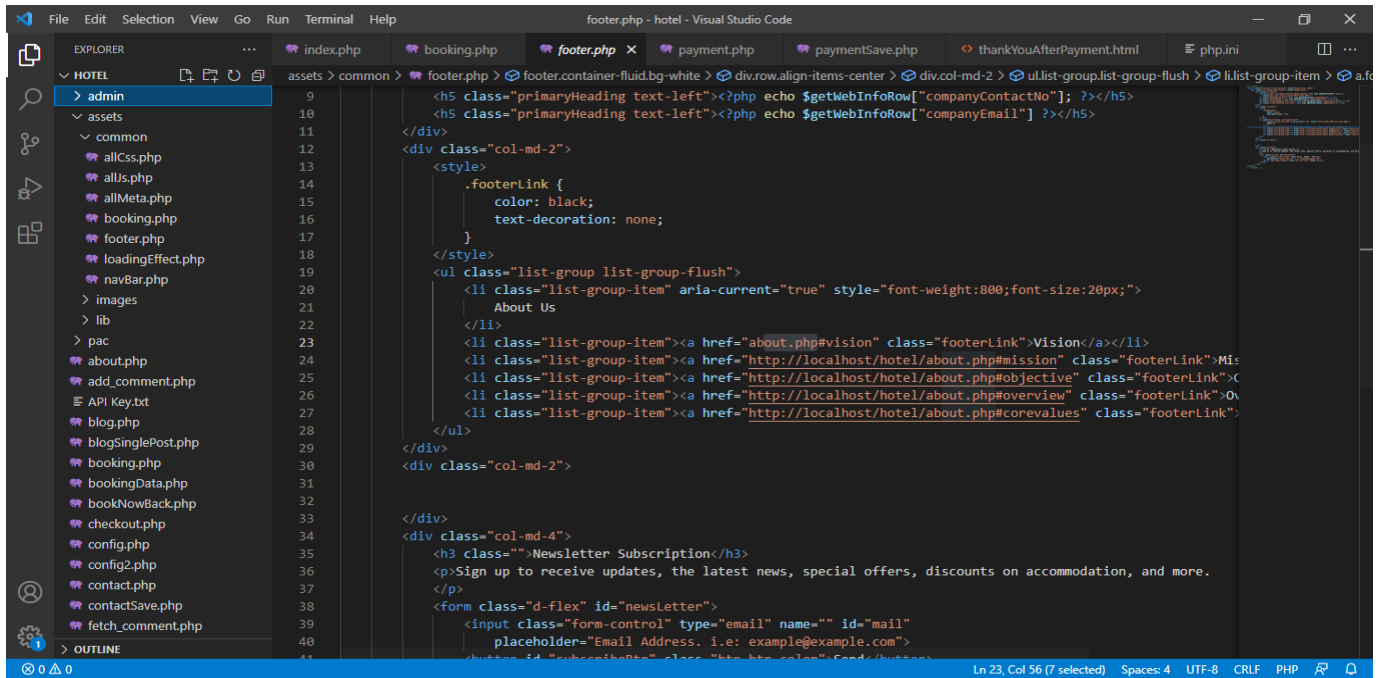 File Edit Selection View Go Run Terminal Help footer.php - hotel - Visual Studio Code
EXPLORER
HOTEL
admin
assets
common
allCss.php
allJs.php
allMeta.php
booking.php
footer.php
loadingEffect.php
navBar.php
images
lib
pac
about.php
add_comment.php
API Key.txt
blog.php
blogSinglePost.php
booking.php
bookingData.php
bookNowBack.php
checkout.php
config.php
config2.php
contact.php
contactSave.php
fetch_comment.php
OUTLINE
index.php booking.php footer.php payment.php paymentSave.php thankYouAfterPayment.html php.ini
assets > common > footer.php > footer.container-fluid.bg-white > div.row.align-items-center > div.col-md-2 > ul.list-group.list-group-flush > li.list-group-item > a.fo
9 <h5 class="primaryHeading text-left"><?php echo $getWebInfoRow["companyContactNo"]; ?></h5>
10 <h5 class="primaryHeading text-left"><?php echo $getWebInfoRow["companyEmail"] ?></h5>
11 </div>
12 <div class="col-md-2">
13 <style>
14 .footerLink {
15 color: black;
16 text-decoration: none;
17 }
18 </style>
19 <ul class="list-group list-group-flush">
20 <li class="list-group-item" aria-current="true" style="font-weight:800;font-size:20px;">
21 About Us
22 </li>
23 <li class="list-group-item"><a href="about.php#vision" class="footerLink">Vision</a></li>
24 <li class="list-group-item"><a href="http://localhost/hotel/about.php#mission" class="footerLink">Mis
25 <li class="list-group-item"><a href="http://localhost/hotel/about.php#objective" class="footerLink">O
26 <li class="list-group-item"><a href="http://localhost/hotel/about.php#overview" class="footerLink">Ov
27 <li class="list-group-item"><a href="http://localhost/hotel/about.php#corevalues" class="footerLink">
28 </ul>
29 </div>
30 <div class="col-md-2">
31
32
33 </div>
34 <div class="col-md-4">
35 <h3 class="">Newsletter Subscription</h3>
36 <p>Sign up to receive updates, the latest news, special offers, discounts on accommodation, and more.
37 </p>
38 <form class="d-flex" id="newsLetter">
39 <input class="form-control" type="email" name="" id="mail"
40 placeholder="Email Address. i.e: example@example.com">
41 <button id="subscribeBtn" class="btn btn-color">Send</button>
1
0 0 Ln 23, Col 56 (7 selected) Spaces: 4 UTF-8 CRLF PHP